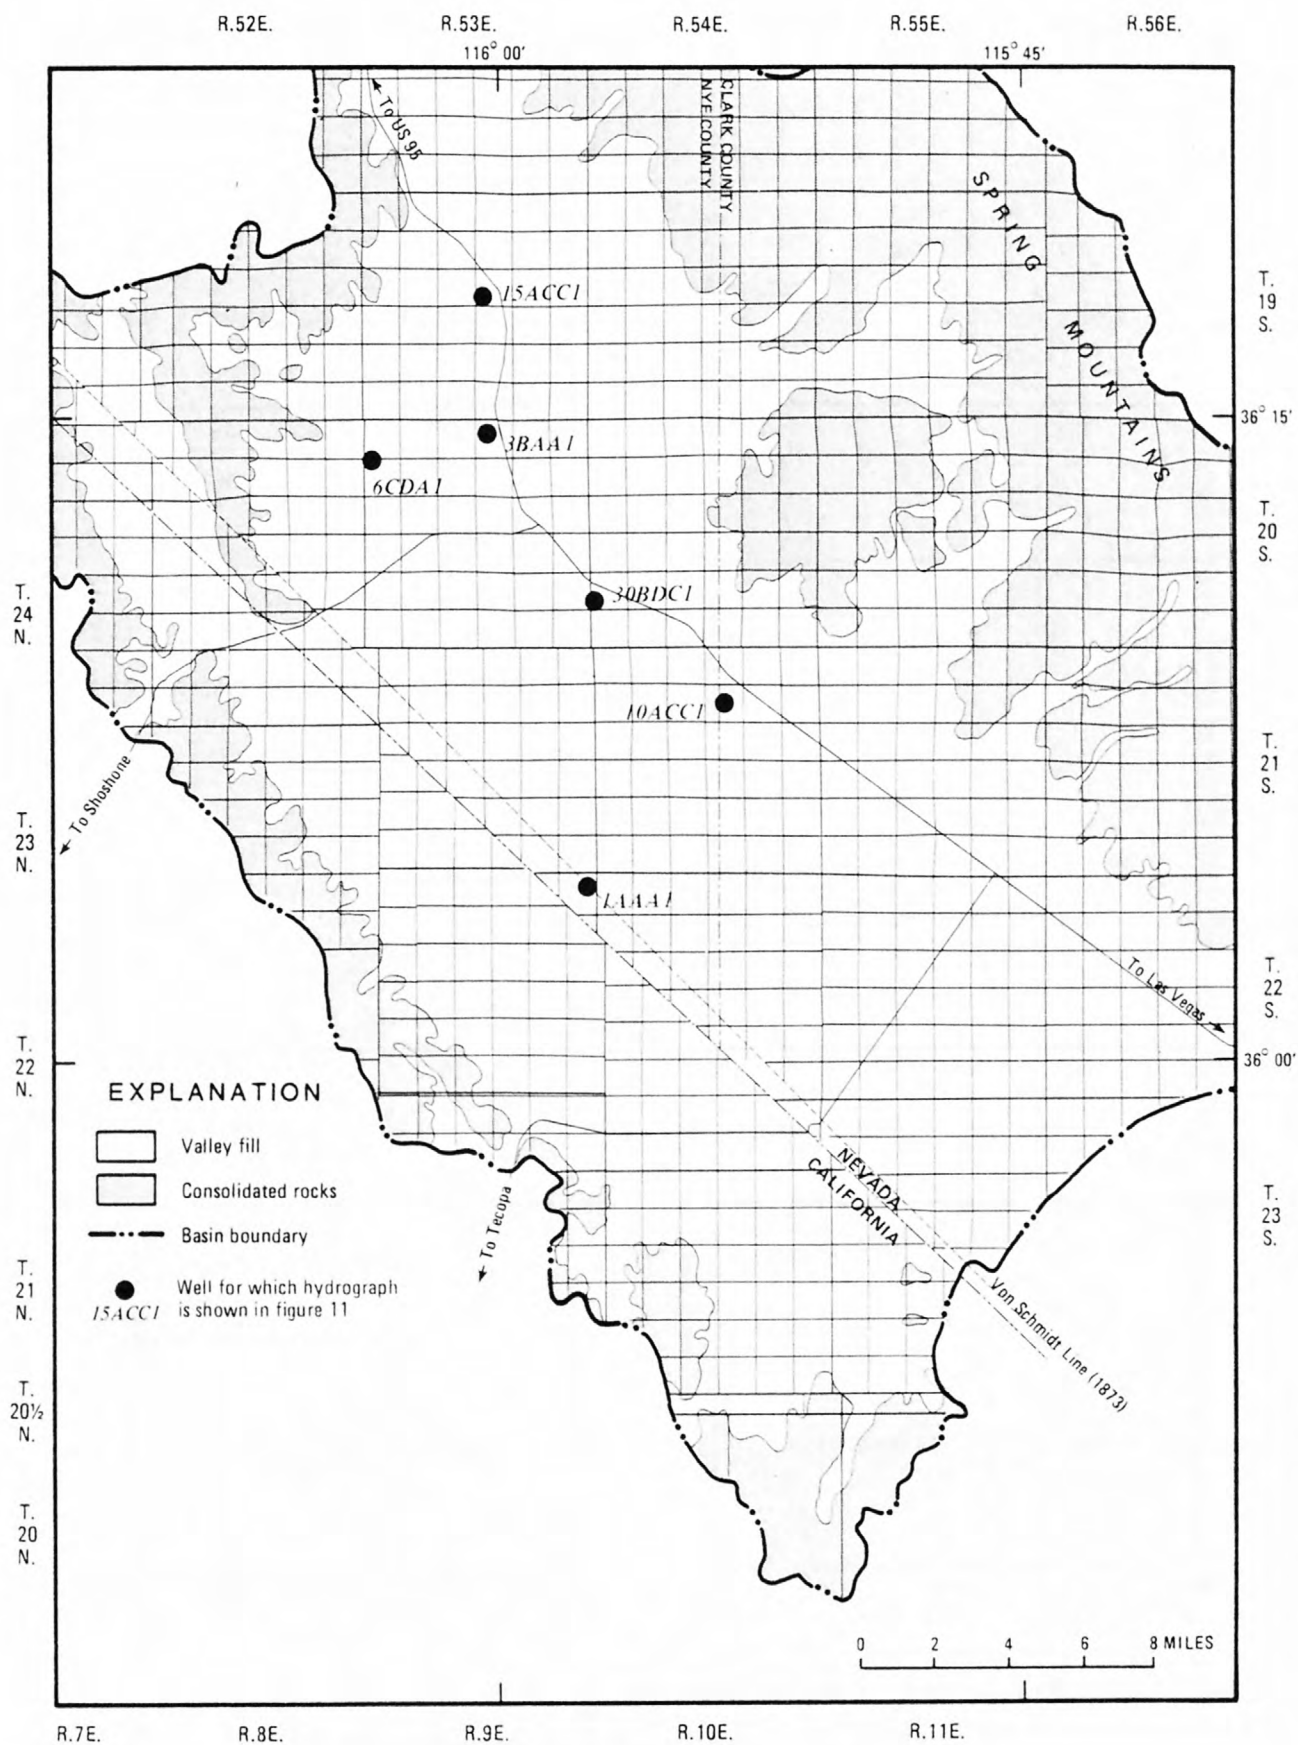 R.52E. R.53E. R.54E. R.55E. R.56E.
116° 00' 115° 45'
To US 95
CLARK COUNTY
NYE COUNTY
SPRING
MOUNTAINS
T.
19
S.
15ACC1
36° 15'
3BAA1
6CDA1
T.
20
S.
T.
24
N.
30BDC1
10ACC1
T.
21
S.
To Shoshone
T.
23
N.
1AAA1
To Las Vegas
T.
22
S.
T.
22
N.
36° 00'
EXPLANATION
Valley fill
Consolidated rocks
Basin boundary
15ACC1
Well for which hydrograph
is shown in figure 11
To Tecopa
NEVADA
CALIFORNIA
T.
23
S.
T.
21
N.
Von Schmidt Line (1873)
T.
20½
N.
T.
20
N.
0 2 4 6 8 MILES
R.7E. R.8E. R.9E. R.10E. R.11E.